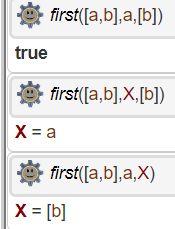 first([a,b],a,[b])
true
first([a,b],X,[b])
X = a
first([a,b],a,X)
X = [b]